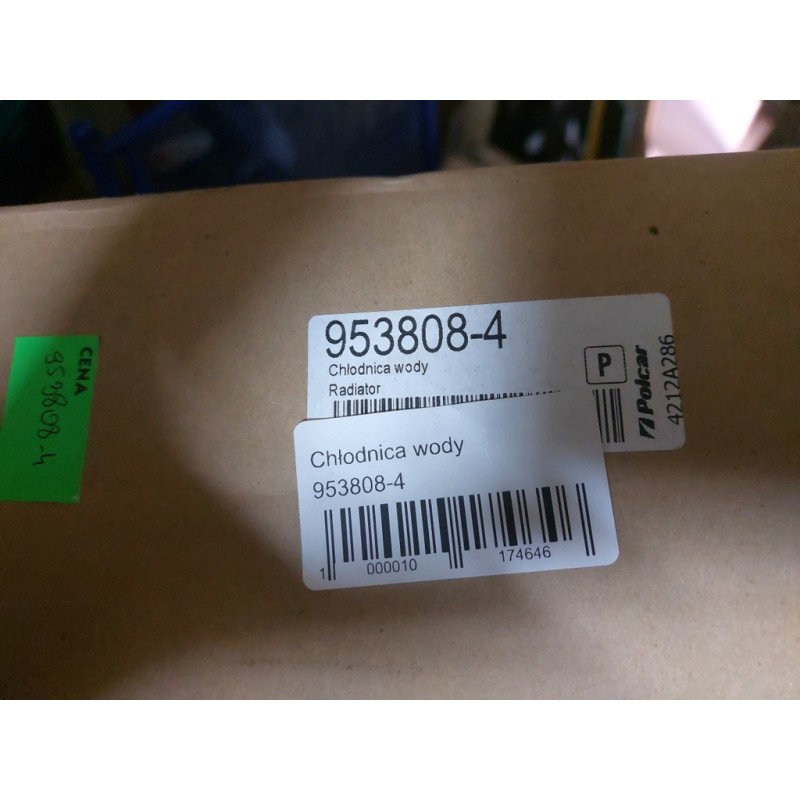 953808-4
Chłodnica wody
Radiator
P
Polcar
4212A286
Chłodnica wody
953808-4
1 000010 174646
CENA
953808-4